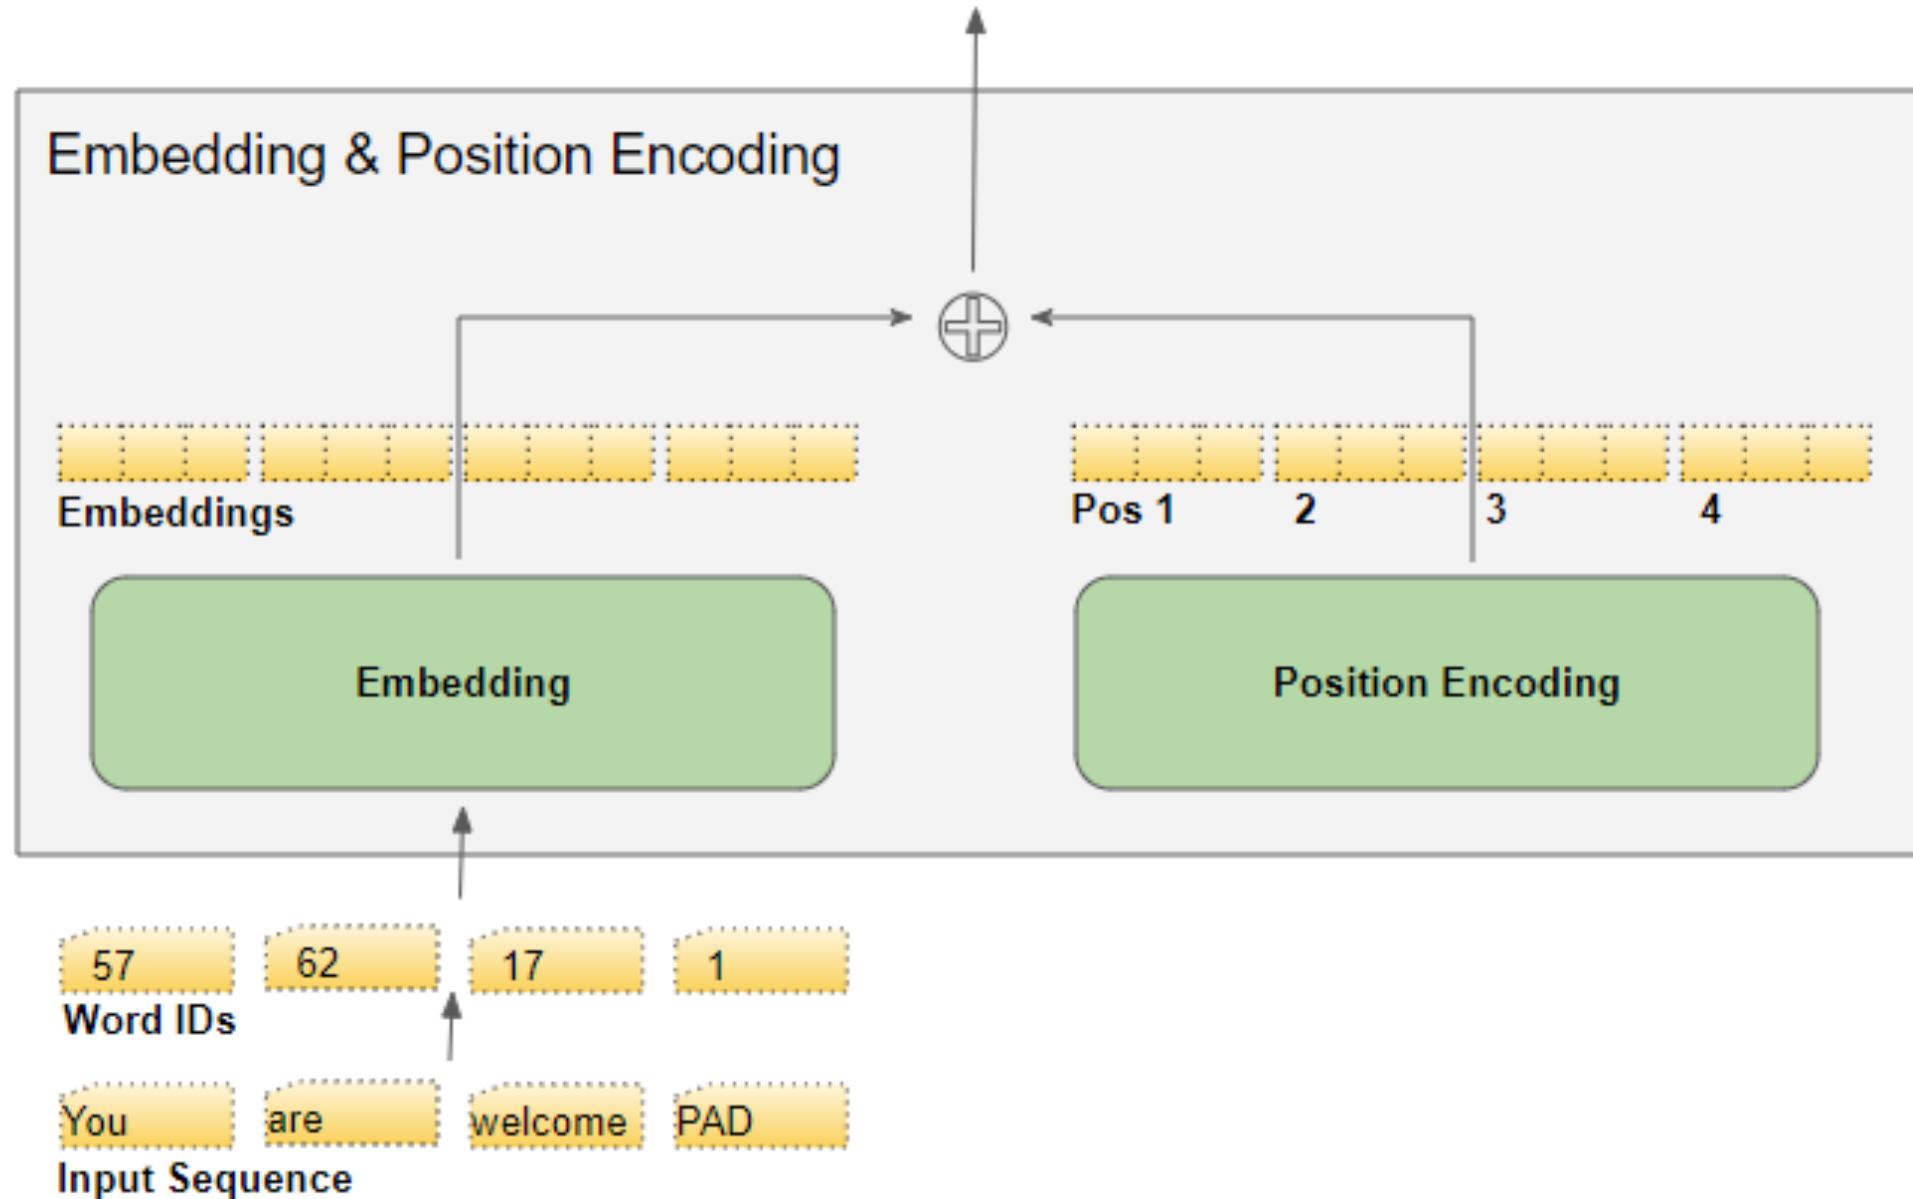 Embedding & Position Encoding
Embeddings
Pos 1 2 3 4
Embedding
Position Encoding
57 62 17 1
Word IDs
You are welcome PAD
Input Sequence